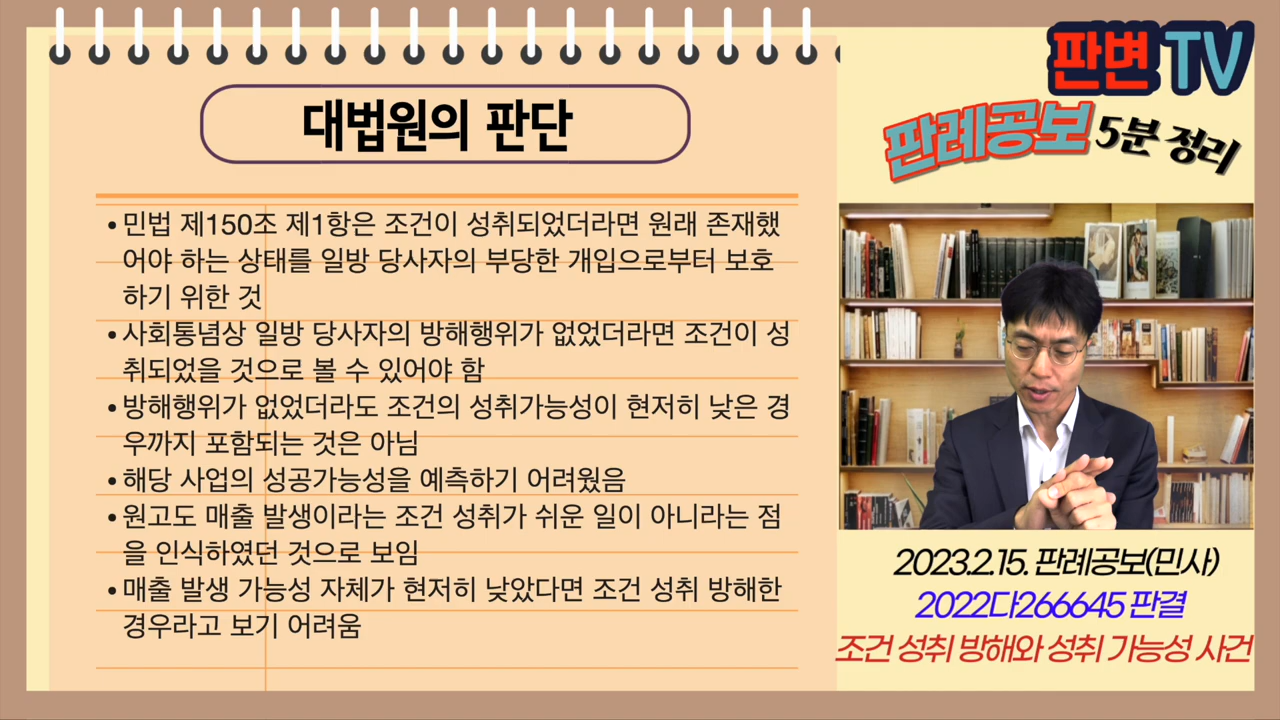 대법원의 판단
• 민법 제150조 제1항은 조건이 성취되었더라면 원래 존재했
어야 하는 상태를 일방 당사자의 부당한 개입으로부터 보호
하기 위한 것
• 사회통념상 일방 당사자의 방해행위가 없었더라면 조건이 성
취되었을 것으로 볼 수 있어야 함
• 방해행위가 없었더라도 조건의 성취가능성이 현저히 낮은 경
우까지 포함되는 것은 아님
• 해당 사업의 성공가능성을 예측하기 어려웠음
• 원고도 매출 발생이라는 조건 성취가 쉬운 일이 아니라는 점
을 인식하였던 것으로 보임
• 매출 발생 가능성 자체가 현저히 낮았다면 조건 성취 방해한
경우라고 보기 어려움
판변 TV
판례공보 5분 정리
2023.2.15. 판례공보(민사)
2022다266645 판결
조건 성취 방해와 성취 가능성 사건